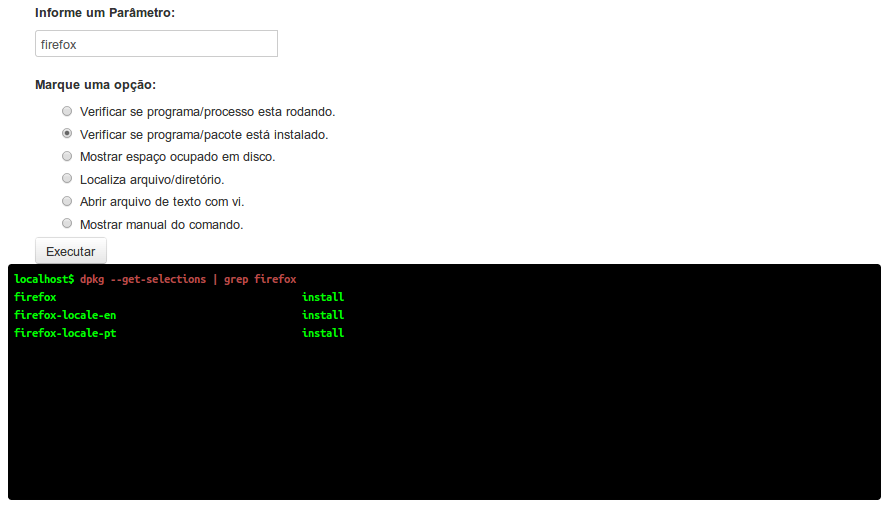 Informe um Parâmetro:
firefox
Marque uma opção:
Verificar se programa/processo esta rodando.
Verificar se programa/pacote está instalado.
Mostrar espaço ocupado em disco.
Localiza arquivo/diretório.
Abrir arquivo de texto com vi.
Mostrar manual do comando.
Executar
localhost$ dpkg --get-selections | grep firefox
firefox install
firefox-locale-en install
firefox-locale-pt install